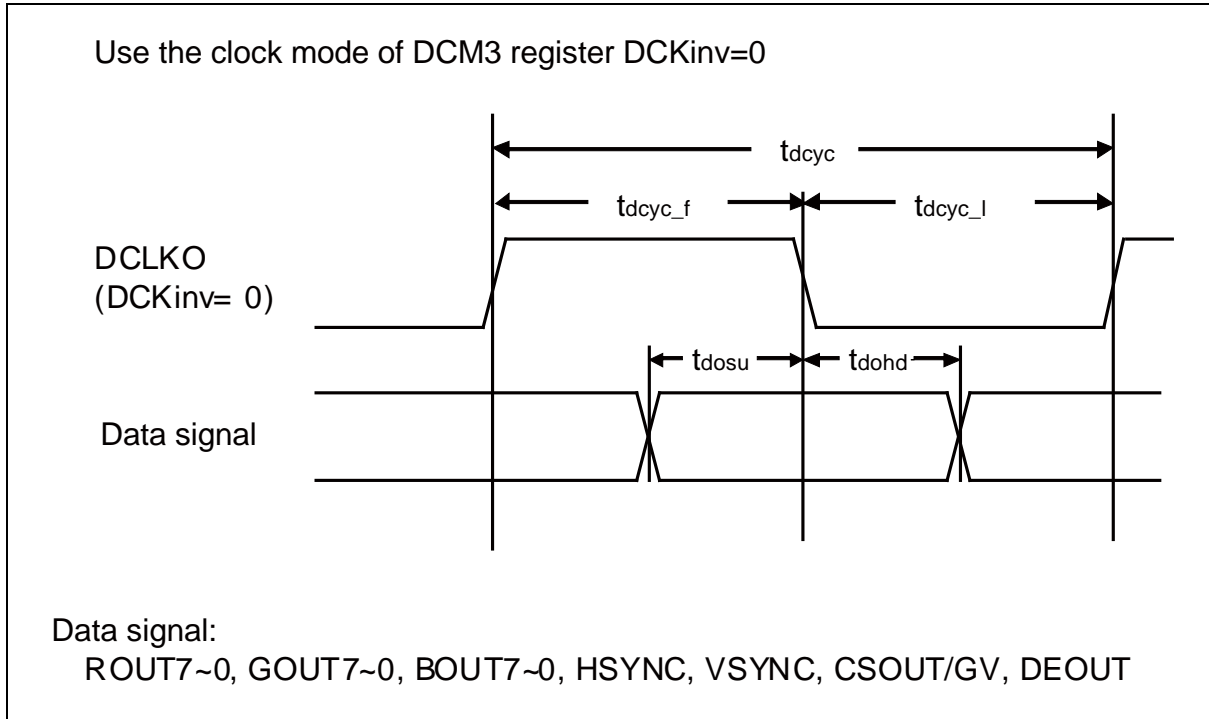 Use the clock mode of DCM3 register DCKinv=0
tdcyc
tdcyc_f
tdcyc_l
DCLKO
(DCKinv= 0)
tdosu
tdohd
Data signal
Data signal:
ROUT7~0, GOUT7~0, BOUT7~0, HSYNC, VSYNC, CSOUT/GV, DEOUT